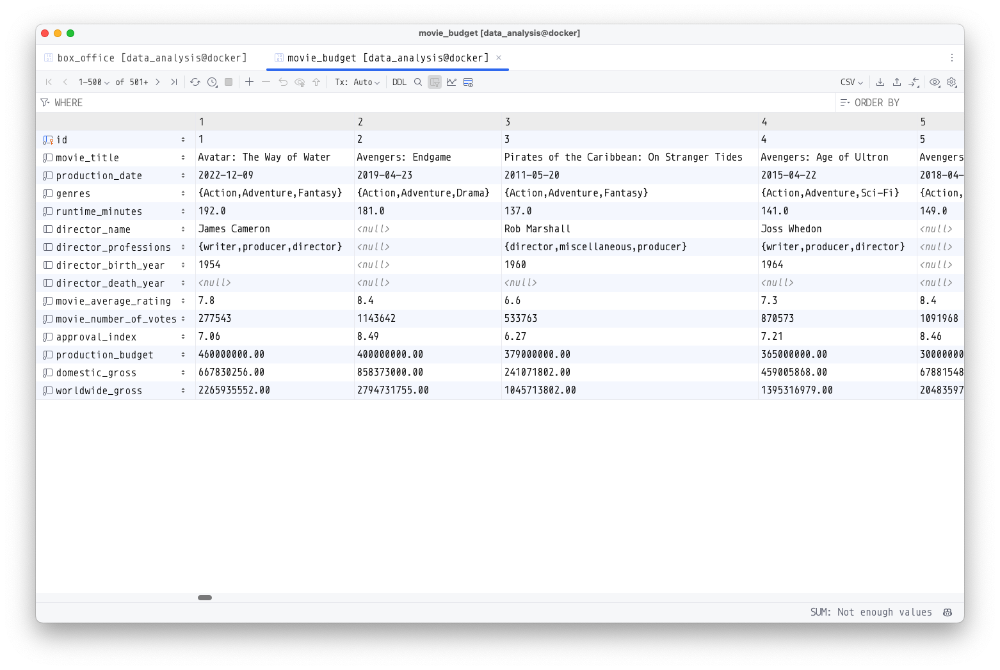 movie_budget [data_analysis@docker]
box_office [data_analysis@docker] movie_budget [data_analysis@docker] ×
1-500 of 501+ Tx: Auto DDL CSV
WHERE ORDER BY
1 2 3 4 5
id 1 2 3 4 5
movie_title Avatar: The Way of Water Avengers: Endgame Pirates of the Caribbean: On Stranger Tides Avengers: Age of Ultron Avengers
production_date 2022-12-09 2019-04-23 2011-05-20 2015-04-22 2018-04-
genres {Action,Adventure,Fantasy} {Action,Adventure,Drama} {Action,Adventure,Fantasy} {Action,Adventure,Sci-Fi} {Action,
runtime_minutes 192.0 181.0 137.0 141.0 149.0
director_name James Cameron <null> Rob Marshall Joss Whedon <null>
director_professions {writer,producer,director} <null> {director,miscellaneous,producer} {writer,producer,director} <null>
director_birth_year 1954 <null> 1960 1964 <null>
director_death_year <null> <null> <null> <null> <null>
movie_average_rating 7.8 8.4 6.6 7.3 8.4
movie_number_of_votes 277543 1143642 533763 870573 1091968
approval_index 7.06 8.49 6.27 7.21 8.46
production_budget 460000000.00 400000000.00 379000000.00 365000000.00 30000000
domestic_gross 667830256.00 858373000.00 241071802.00 459005868.00 67881548
worldwide_gross 2265935552.00 2794731755.00 1045713802.00 1395316979.00 20483597
SUM: Not enough values